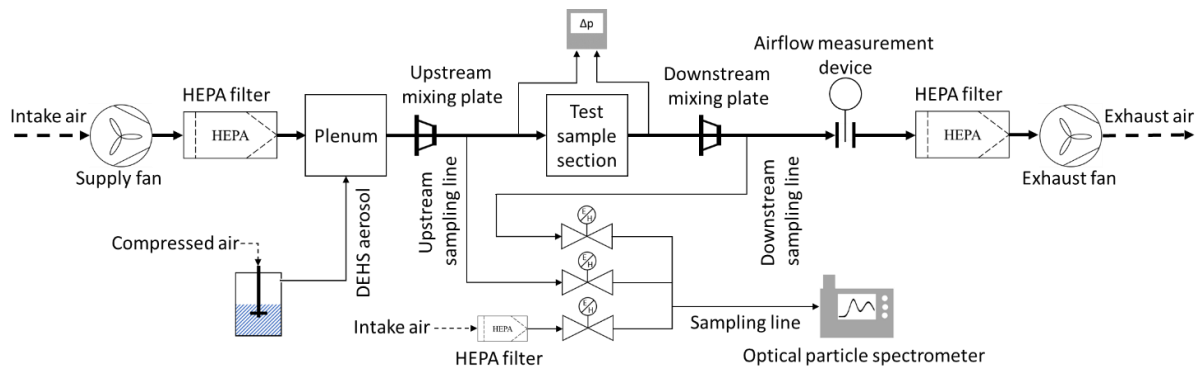 Δp
Airflow measurement
device
Upstream
mixing plate
Downstream
mixing plate
HEPA filter
HEPA filter
Intake air
HEPA
Plenum
Test
sample
section
HEPA
Exhaust air
Supply fan
Exhaust fan
Upstream
sampling line
Downstream
sampling line
DEHS aerosol
E/H
Compressed air
E/H
E/H
Intake air
HEPA
Sampling line
HEPA filter
Optical particle spectrometer